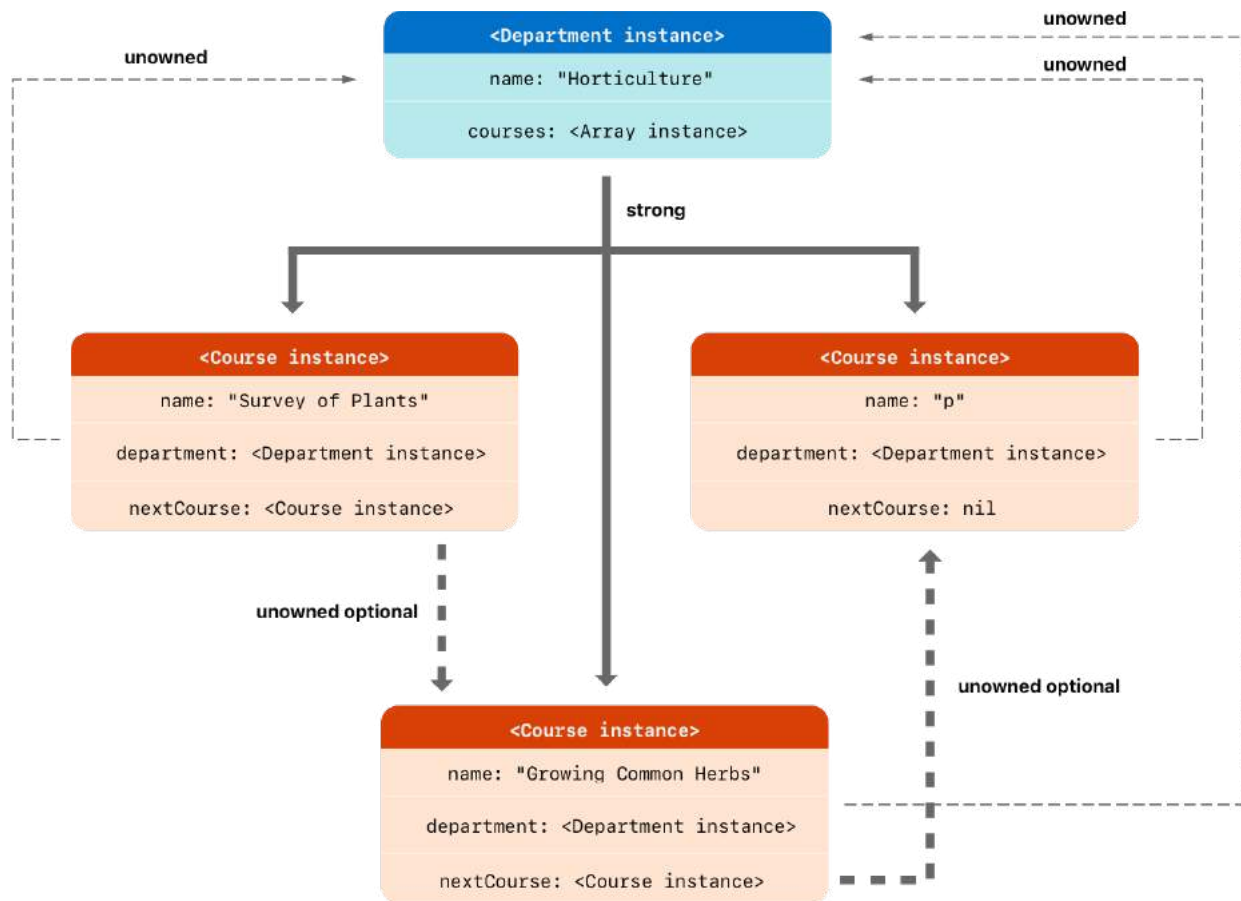 unowned
<Department instance>
unowned
name: "Horticulture"
unowned
courses: <Array instance>
strong
<Course instance>
name: "Survey of Plants"
department: <Department instance>
nextCourse: <Course instance>
<Course instance>
name: "p"
department: <Department instance>
nextCourse: nil
unowned optional
unowned optional
<Course instance>
name: "Growing Common Herbs"
department: <Department instance>
nextCourse: <Course instance>